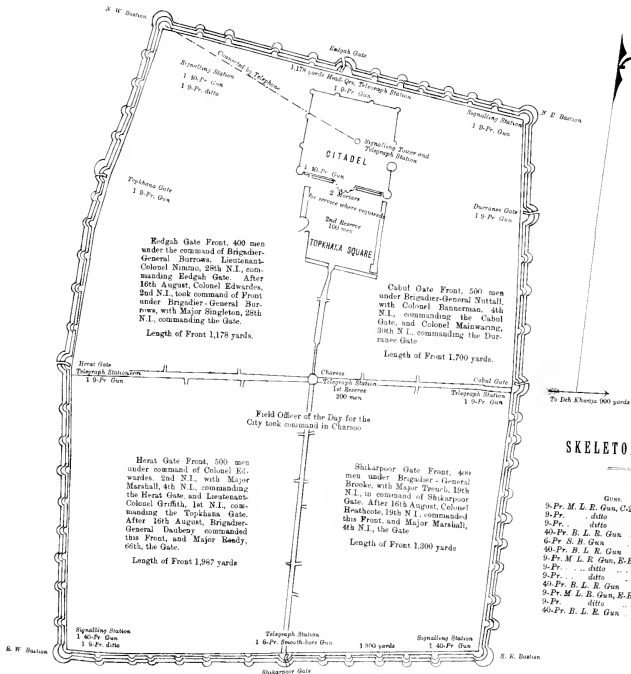 N W Bastion
Eedgah Gate
Connected by Telephone
Signalling Station
1 40-Pr Gun
1 9-Pr. ditto
1,178 yards Head-Qrs. Telegraph Station
1 9-Pr Gun
Signalling Station
1 9-Pr. Gun
N E Bastion
Signalling Tower and
Telegraph Station
CITADEL
1 40-Pr Gun
2 Mortars
for service where required
2nd Reserve
100 men
TOPKHAKA SQUARE
Topkhana Gate
1 9-Pr. Gun
Durranee Gate
1 9-Pr Gun
Eedgah Gate Front, 400 men
under the command of Brigadier-
General Burrows, Lieutenant-
Colonel Nimmo, 28th N.I., com-
manding Eedgah Gate. After
16th August, Colonel Edwardes,
2nd N.I., took command of Front
under Brigadier-General Bur-
rows, with Major Singleton, 28th
N.I., commanding the Gate.
Length of Front 1,178 yards.
Cabul Gate Front, 500 men
under Brigadier-General Nuttall,
with Colonel Bannerman, 4th
N.I., commanding the Cabul
Gate, and Colonel Mainwaring,
30th N.I., commanding the Dur-
ranee Gate
Length of Front 1,700 yards.
Herat Gate
Telegraph Station
1 9-Pr Gun
Charsoo
Telegraph Station
1st Reserve
200 men
Cabul Gate
Telegraph Station
1 9-Pr. Gun
To Deh Khwaja 900 yards
Field Officer of the Day for the
City took command in Charsoo
Herat Gate Front, 500 men
under command of Colonel Ed-
wardes, 2nd N.I., with Major
Marshall, 4th N.I., commanding
the Herat Gate, and Lieutenant-
Colonel Griffith, 1st N.I., com-
manding the Topkhana Gate.
After 16th August, Brigadier-
General Daubeny commanded
this Front, and Major Ready,
66th, the Gate.
Length of Front 1,987 yards
Shikarpoor Gate Front, 400
men under Brigadier-General
Brooke, with Major Trench, 19th
N.I., in command of Shikarpoor
Gate. After 16th August, Colonel
Heathcote, 19th N I. commanded
this Front, and Major Marshall,
4th N.I., the Gate
Length of Front 1,300 yards
SKELETO
GUNS.
9-Pr. M. L. R. Gun, C-2
9-Pr. ditto
9-Pr. ditto
40-Pr. B. L. R. Gun
6-Pr S. B. Gun
40-Pr. B. L R. Gun
9-Pr M L R Gun, E-B
9-Pr. ditto
9-Pr. ditto
40-Pr. B. L. R Gun
9-Pr. M L. R Gun, E-B
9-Pr. ditto
40-Pr. B. L. R. Gun
Signalling Station
1 40-Pr Gun
1 9-Pr. ditto
Telegraph Station
1 6-Pr. Smooth-bore Gun
1 300 yards
Signalling Station
1 40-Pr. Gun
S. W Bastion
Shikarpoor Gate
S. E. Bastion